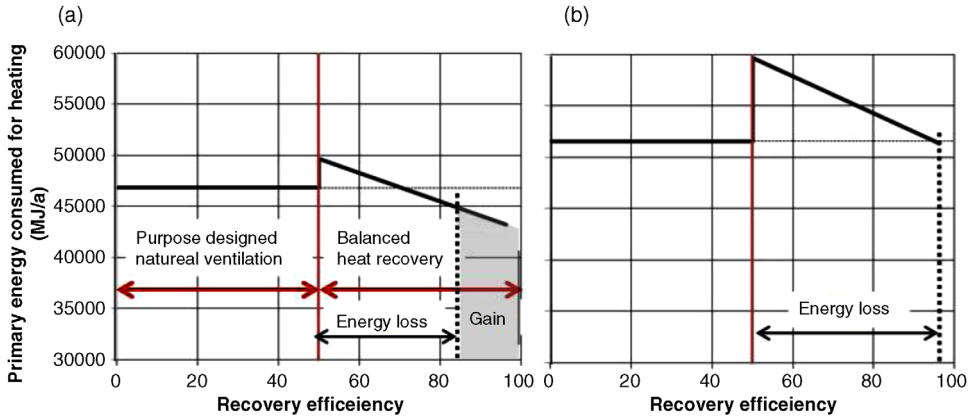 (a)
(b)
Primary energy consumed for heating
(MJ/a)
60000
55000
50000
45000
40000
35000
30000
Purpose designed
natureal ventilation
Balanced
heat recovery
Energy loss
Gain
0 20 40 60 80 100
Recovery efficeiency
Energy loss
0 20 40 60 80 100
Recovery efficeiency